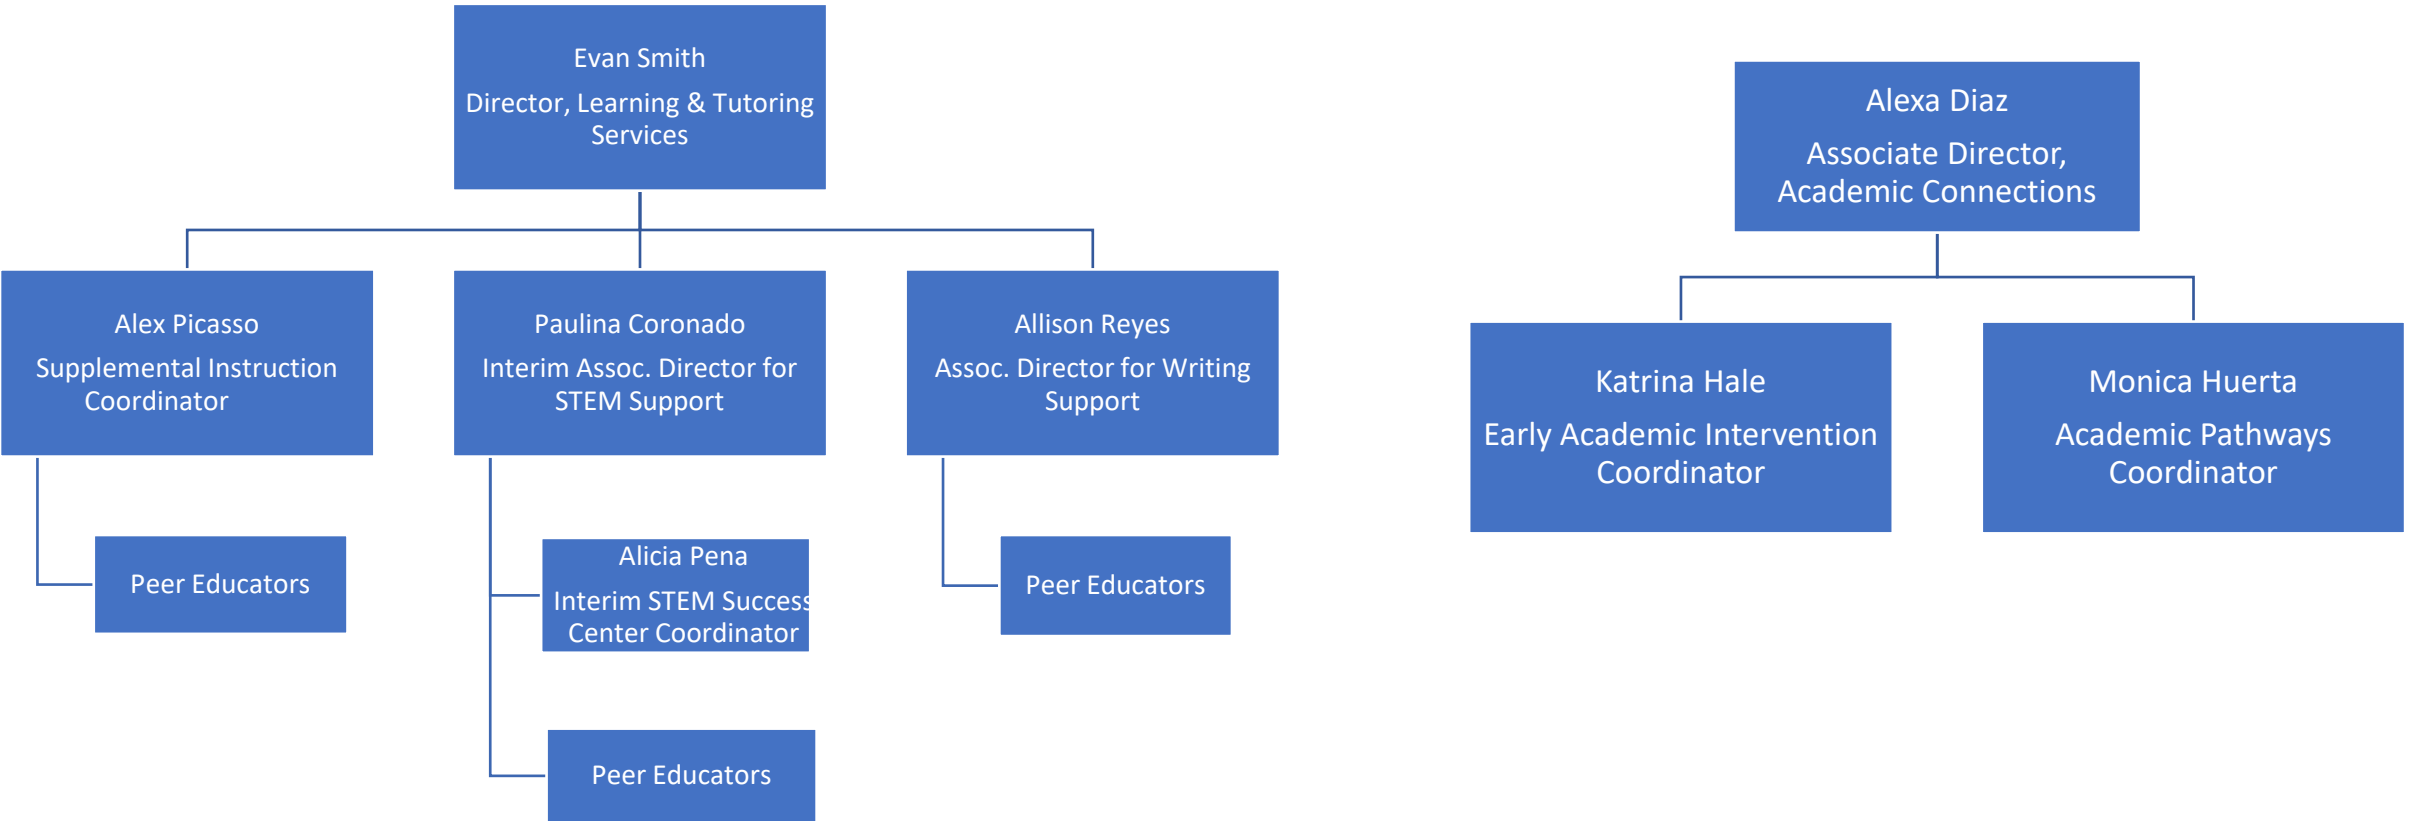 Evan Smith
Director, Learning & Tutoring
Services
Alex Picasso
Supplemental Instruction
Coordinator
Paulina Coronado
Interim Assoc. Director for
STEM Support
Allison Reyes
Assoc. Director for Writing
Support
Peer Educators
Alicia Pena
Interim STEM Success
Center Coordinator
Peer Educators
Peer Educators
Alexa Diaz
Associate Director,
Academic Connections
Katrina Hale
Early Academic Intervention
Coordinator
Monica Huerta
Academic Pathways
Coordinator